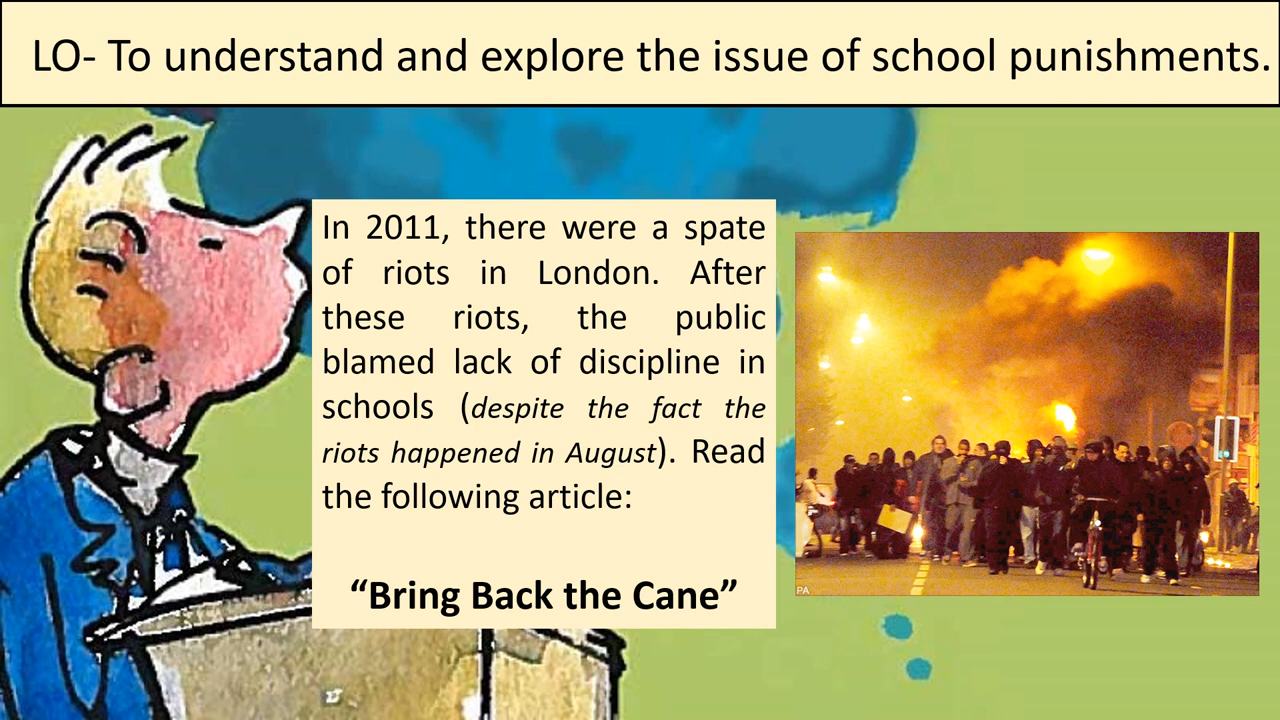 LO- To understand and explore the issue of school punishments.
In 2011, there were a spate
of riots in London. After
these riots, the public
blamed lack of discipline in
schools (despite the fact the
riots happened in August). Read
the following article:
“Bring Back the Cane”
PA